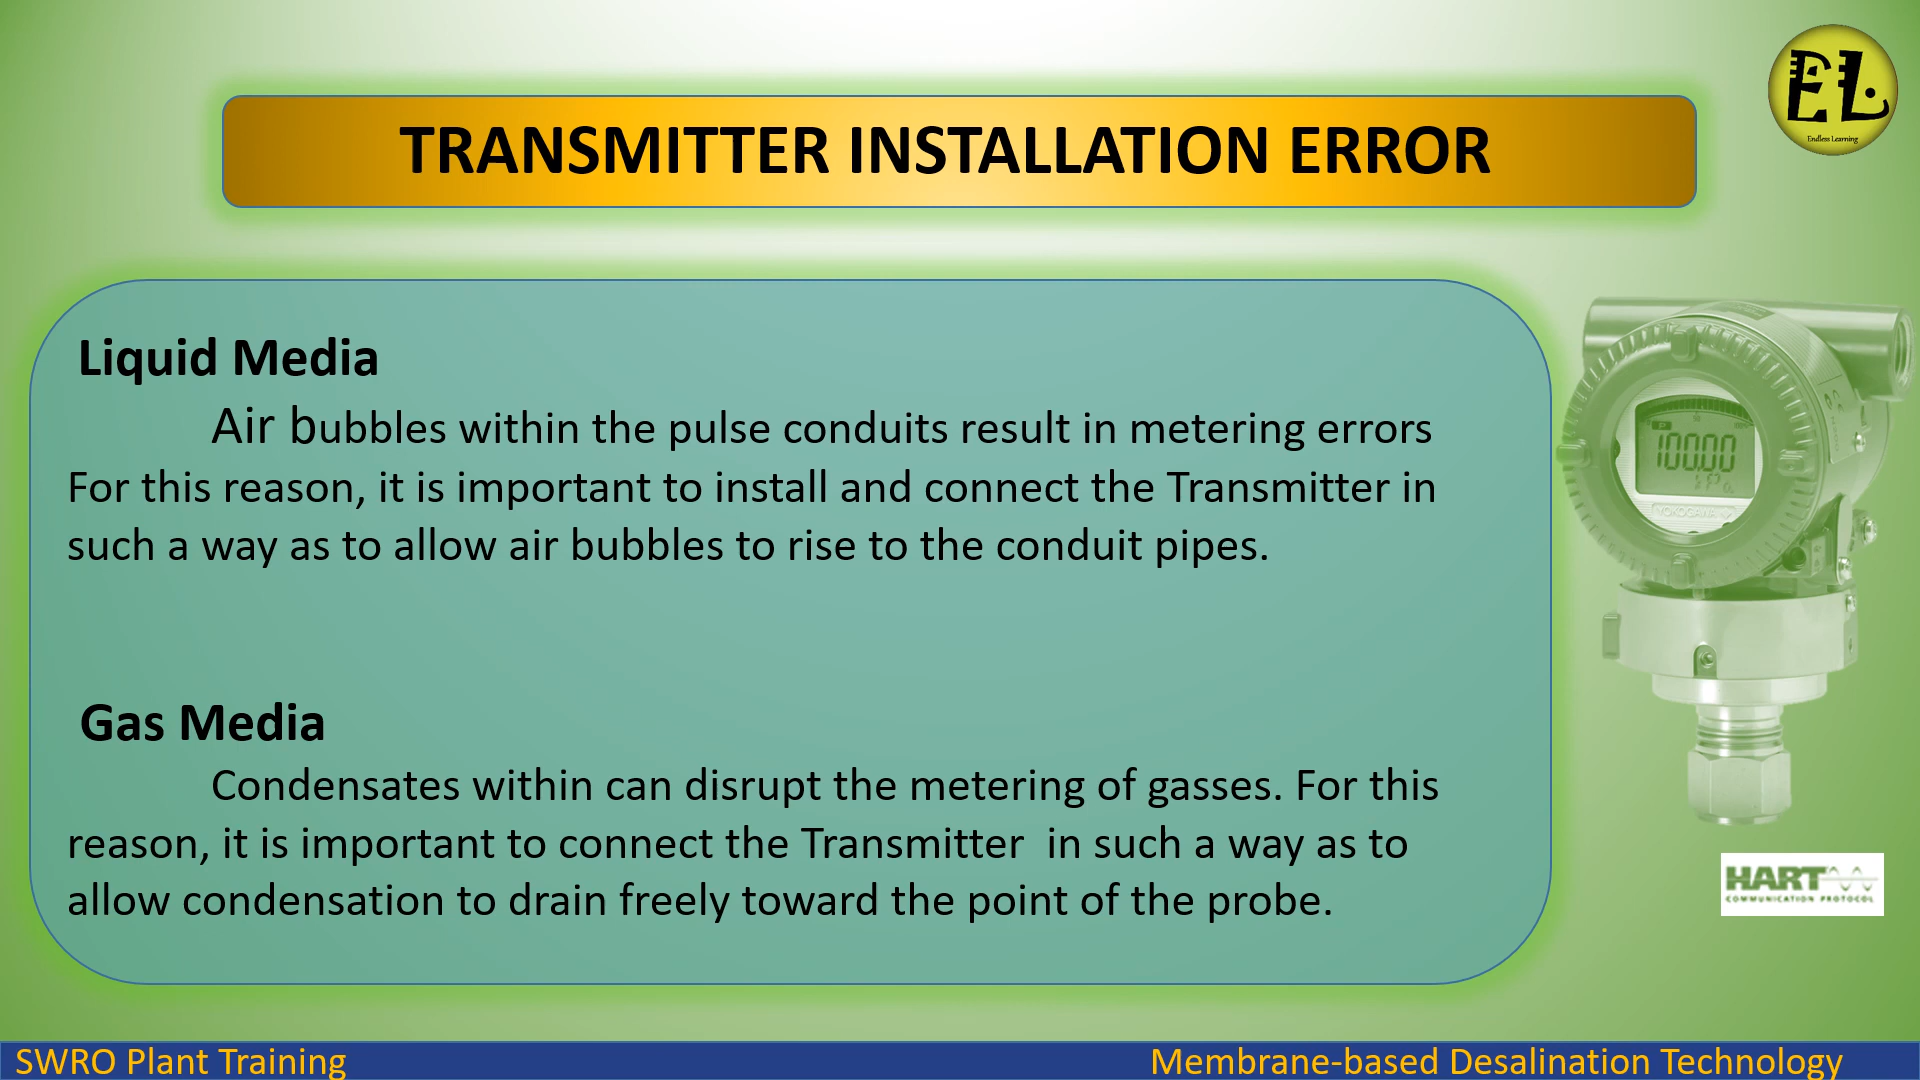 EL
Endless Learning
TRANSMITTER INSTALLATION ERROR
Liquid Media
Air bubbles within the pulse conduits result in metering errors
For this reason, it is important to install and connect the Transmitter in
such a way as to allow air bubbles to rise to the conduit pipes.
100.00
YOKOGAWA
Gas Media
Condensates within can disrupt the metering of gasses. For this
reason, it is important to connect the Transmitter  in such a way as to
allow condensation to drain freely toward the point of the probe.
HART
COMMUNICATION PROTOCOL
SWRO Plant Training
Membrane-based Desalination Technology